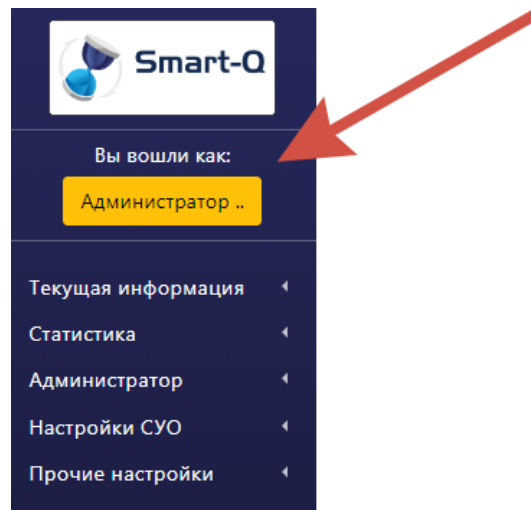 Smart-Q
Вы вошли как:
Администратор ..
Текущая информация
Статистика
Администратор
Настройки СУО
Прочие настройки